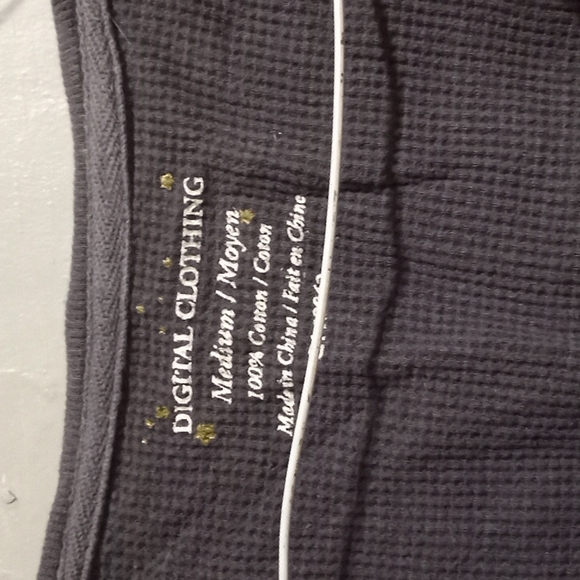 DIGITAL CLOTHING
Medium / Moyen
100% Cotton / Coton
Made in China / Fait en Chine